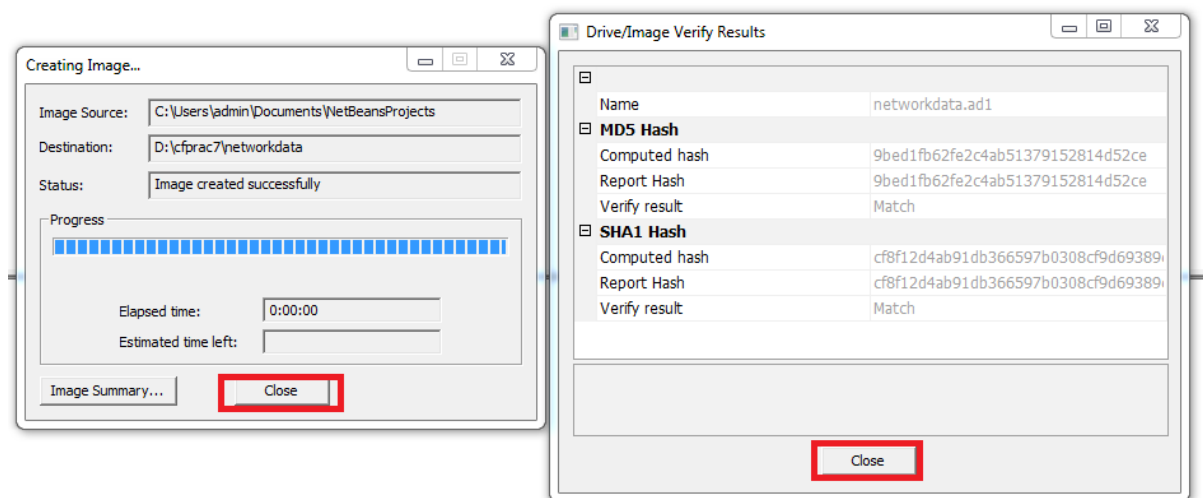 Creating Image...
Image Source: C:\Users\admin\Documents\NetBeansProjects
Destination: D:\cfprac7\networkdata
Status: Image created successfully
Progress
Elapsed time: 0:00:00
Estimated time left:
Image Summary... Close
Drive/Image Verify Results
Name networkdata.ad1
MD5 Hash
Computed hash 9bed1fb62fe2c4ab51379152814d52ce
Report Hash 9bed1fb62fe2c4ab51379152814d52ce
Verify result Match
SHA1 Hash
Computed hash cf8f12d4ab91db366597b0308cf9d69389
Report Hash cf8f12d4ab91db366597b0308cf9d69389
Verify result Match
Close